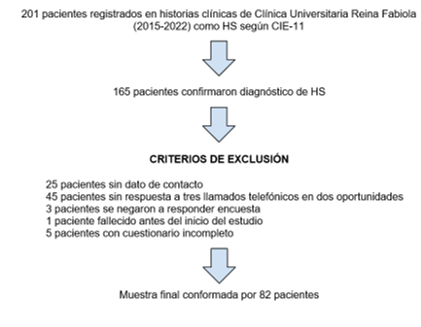 201 pacientes registrados en historias clínicas de Clínica Universitaria Reina Fabiola
(2015-2022) como HS según CIE-11
165 pacientes confirmaron diagnóstico de HS
CRITERIOS DE EXCLUSIÓN
25 pacientes sin dato de contacto
45 pacientes sin respuesta a tres llamados telefónicos en dos oportunidades
3 pacientes se negaron a responder encuesta
1 paciente fallecido antes del inicio del estudio
5 pacientes con cuestionario incompleto
Muestra final conformada por 82 pacientes